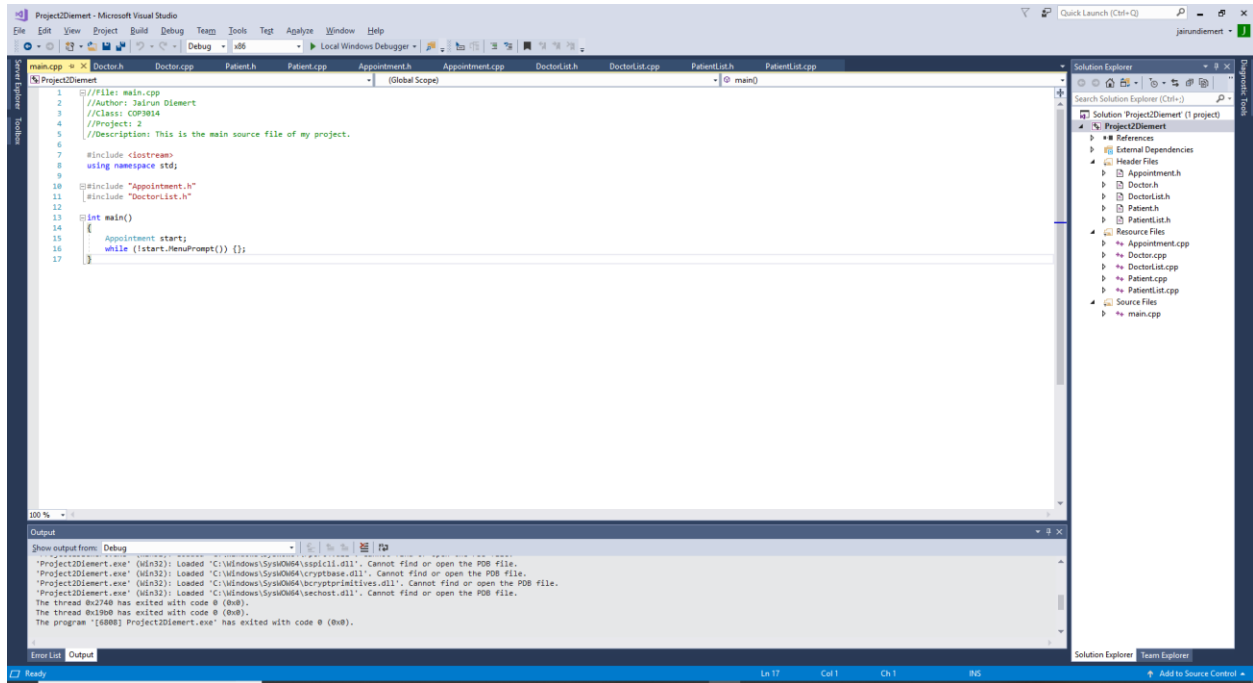 Project2Diemert - Microsoft Visual Studio
Quick Launch (Ctrl+Q)
File Edit View Project Build Debug Team Tools Test Analyze Window Help
jairundiemert
J
Debug x86 Local Windows Debugger
Server Explorer
Toolbox
main.cpp Doctor.h Doctor.cpp Patient.h Patient.cpp Appointment.h Appointment.cpp DoctorList.h DoctorList.cpp PatientList.h PatientList.cpp
Project2Diemert (Global Scope) main()
1 //File: main.cpp
2 //Author: Jairun Diemert
3 //Class: COP3014
4 //Project: 2
5 //Description: This is the main source file of my project.
6
7 #include <iostream>
8 using namespace std;
9
10 #include "Appointment.h"
11 #include "DoctorList.h"
12
13 int main()
14 {
15 Appointment start;
16 while (!start.MenuPrompt()) {};
17 }
100 %
Output
Show output from: Debug
'Project2Diemert.exe' (Win32): Loaded 'C:\Windows\SysWOW64\sspicli.dll'. Cannot find or open the PDB file.
'Project2Diemert.exe' (Win32): Loaded 'C:\Windows\SysWOW64\cryptbase.dll'. Cannot find or open the PDB file.
'Project2Diemert.exe' (Win32): Loaded 'C:\Windows\SysWOW64\bcryptprimitives.dll'. Cannot find or open the PDB file.
'Project2Diemert.exe' (Win32): Loaded 'C:\Windows\SysWOW64\sechost.dll'. Cannot find or open the PDB file.
The thread 0x2740 has exited with code 0 (0x0).
The thread 0x19b0 has exited with code 0 (0x0).
The program '[6808] Project2Diemert.exe' has exited with code 0 (0x0).
Error List Output
Solution Explorer
Search Solution Explorer (Ctrl+;)
Solution 'Project2Diemert' (1 project)
Project2Diemert
References
External Dependencies
Header Files
Appointment.h
Doctor.h
DoctorList.h
Patient.h
PatientList.h
Resource Files
Appointment.cpp
Doctor.cpp
DoctorList.cpp
Patient.cpp
PatientList.cpp
Source Files
main.cpp
Solution Explorer Team Explorer
Diagnostic Tools
Ready Ln 17 Col 1 Ch 1 INS Add to Source Control